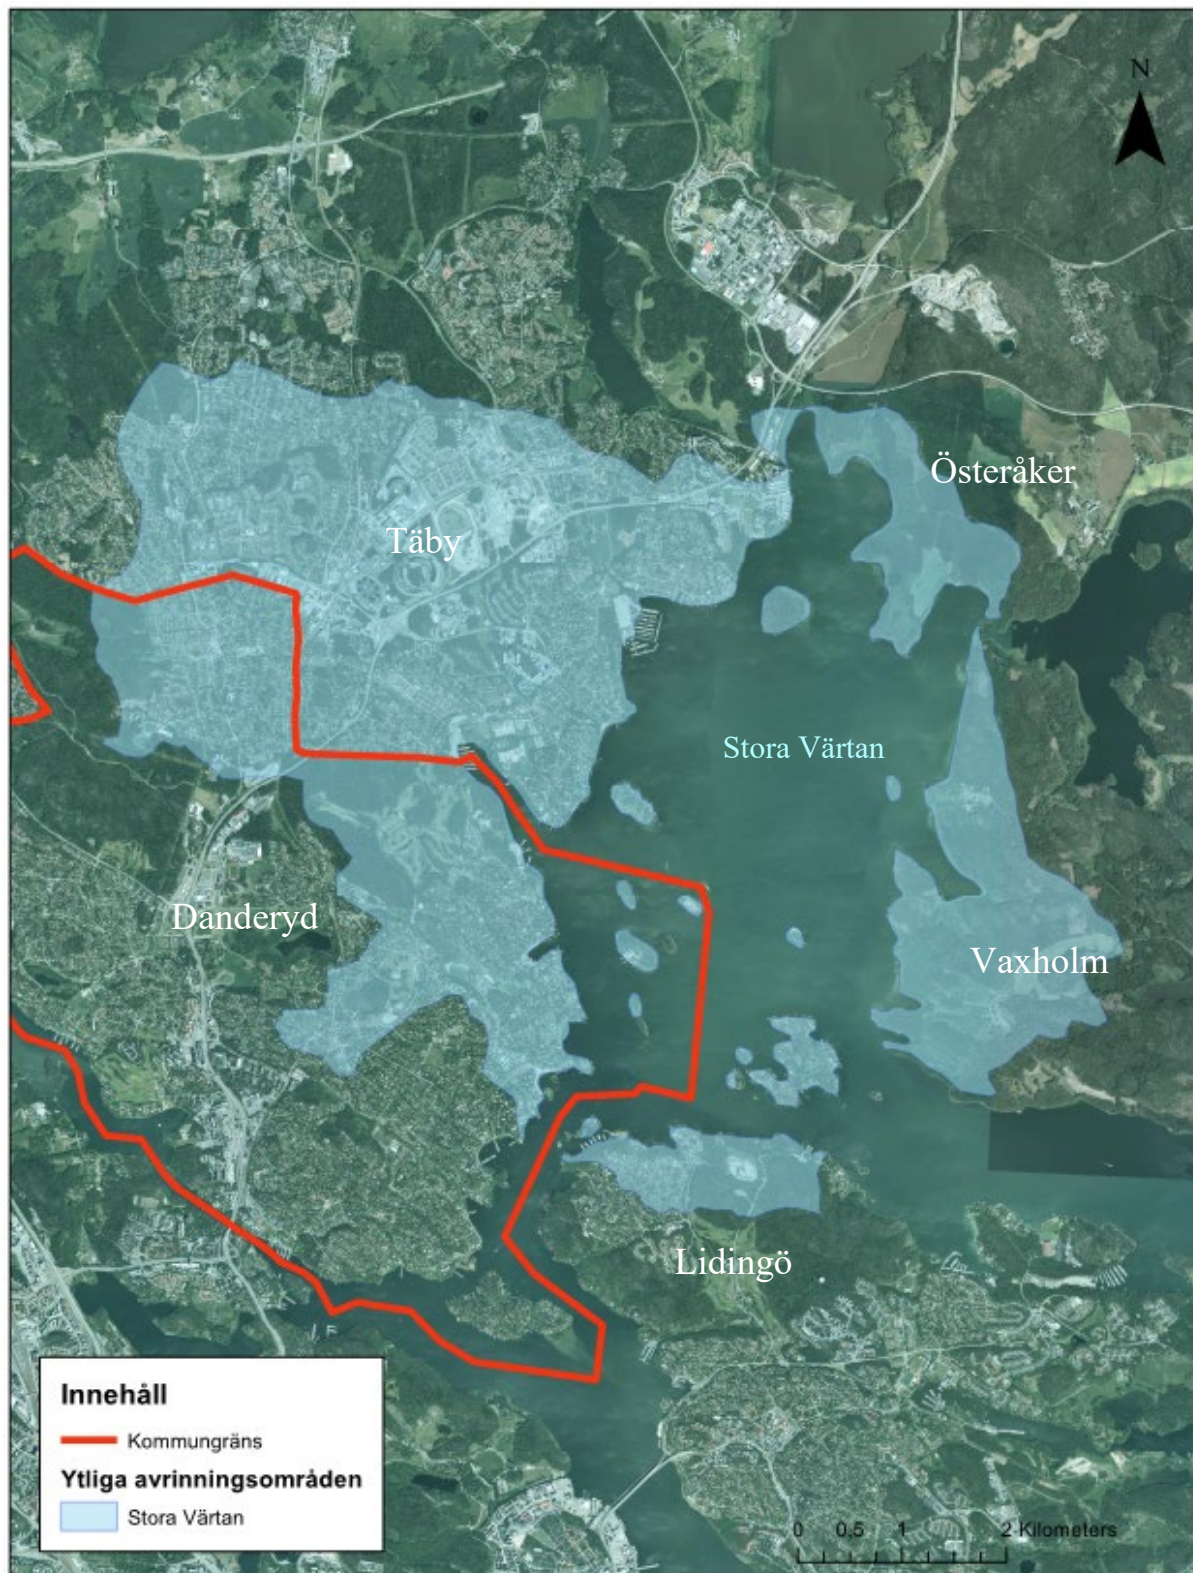 N
Österåker
Täby
Stora Värtan
Danderyd
Vaxholm
Lidingö
Innehåll
Kommungräns
Ytliga avrinningsområden
Stora Värtan
0 0,5 1 2 Kilometers